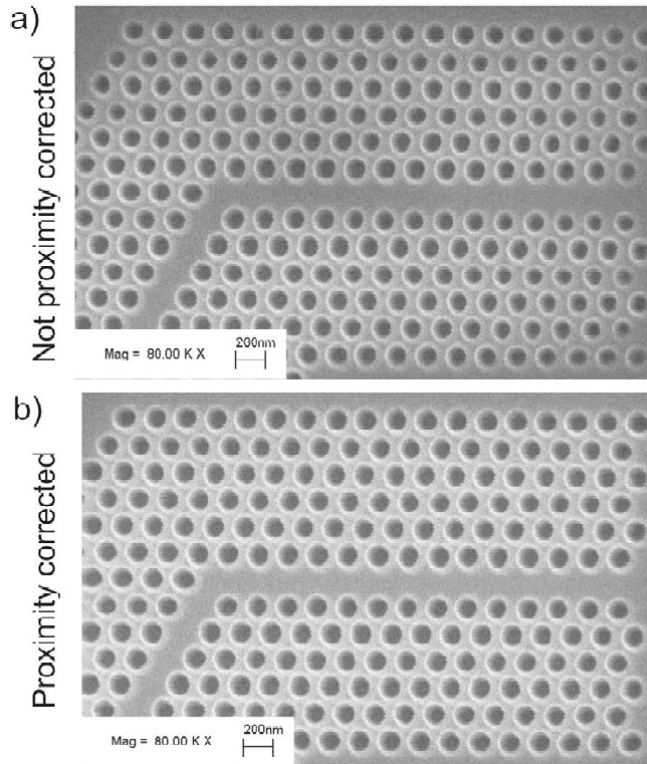 a)
Not proximity corrected
200nm
Mag = 80.00 K X
b)
Proximity corrected
200nm
Mag = 80.00 K X